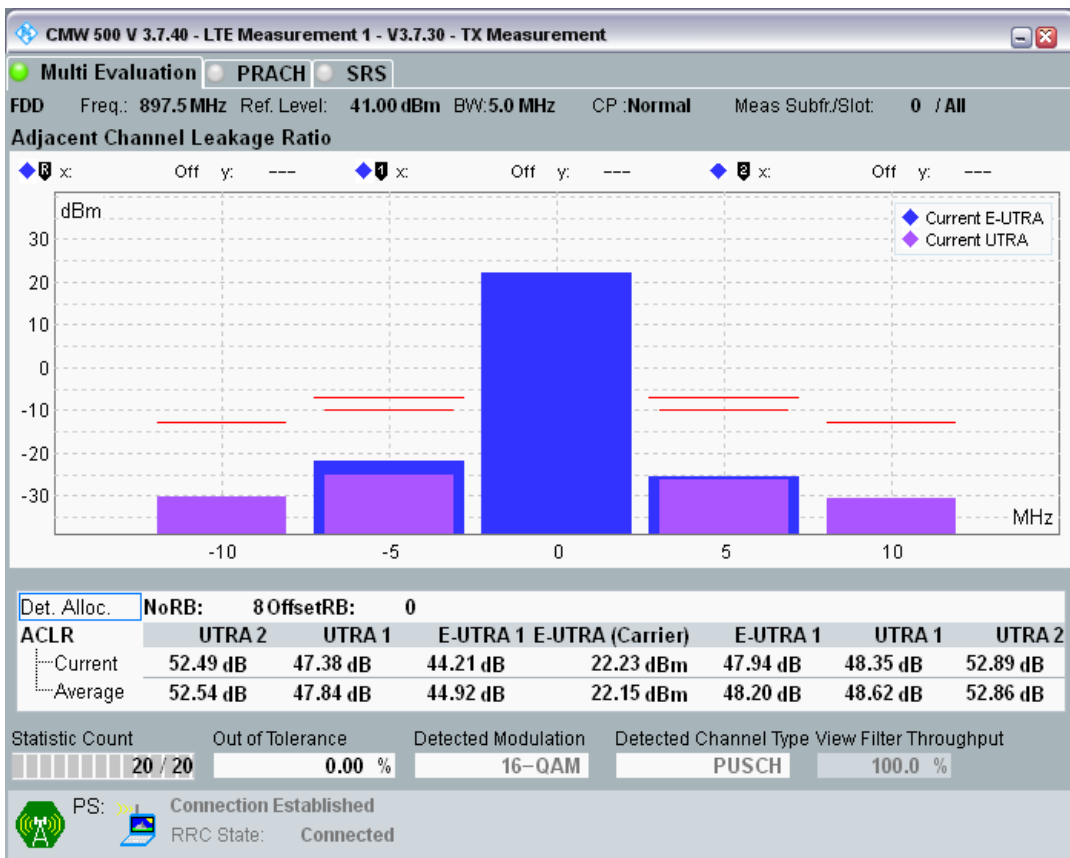 CMW 500 V 3.7.40 - LTE Measurement 1 - V3.7.30 - TX Measurement
Multi Evaluation PRACH SRS
FDD Freq.: 897.5 MHz Ref. Level: 41.00 dBm BW: 5.0 MHz CP : Normal Meas Subfr./Slot: 0 / All
Adjacent Channel Leakage Ratio
R x: Off y: --- 1 x: Off y: --- 2 x: Off y: ---
dBm
Current E-UTRA
Current UTRA
30
20
10
0
-10
-20
-30
MHz
-10 -5 0 5 10
Det. Alloc. NoRB: 8 OffsetRB: 0
ACLR UTRA 2 UTRA 1 E-UTRA 1 E-UTRA (Carrier) E-UTRA 1 UTRA 1 UTRA 2
Current 52.49 dB 47.38 dB 44.21 dB 22.23 dBm 47.94 dB 48.35 dB 52.89 dB
Average 52.54 dB 47.84 dB 44.92 dB 22.15 dBm 48.20 dB 48.62 dB 52.86 dB
Statistic Count Out of Tolerance Detected Modulation Detected Channel Type View Filter Throughput
20 / 20 0.00 % 16-QAM PUSCH 100.0 %
PS: Connection Established
RRC State: Connected